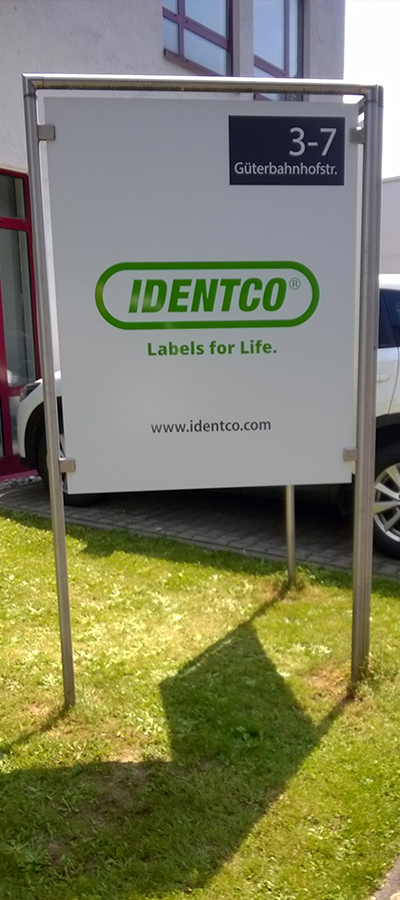 3-7
Güterbahnhofstr.
IDENTCO®
Labels for Life.
www.identco.com